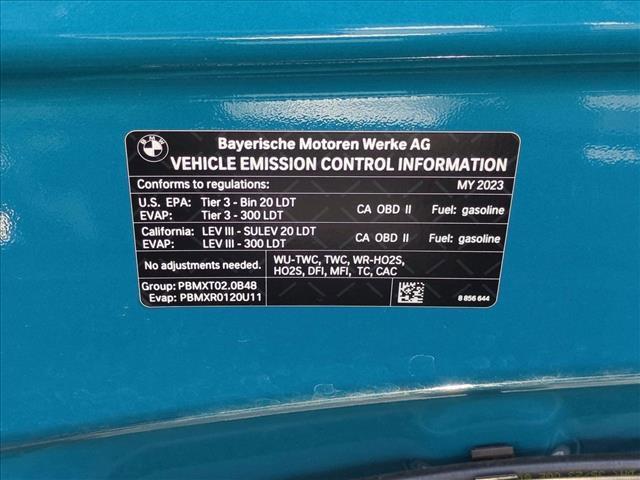 BMW
Bayerische Motoren Werke AG
VEHICLE EMISSION CONTROL INFORMATION
Conforms to regulations: MY 2023
U.S. EPA: Tier 3 - Bin 20 LDT CA OBD II Fuel: gasoline
EVAP: Tier 3 - 300 LDT
California: LEV III - SULEV 20 LDT CA OBD II Fuel: gasoline
EVAP: LEV III - 300 LDT
No adjustments needed. WU-TWC, TWC, WR-HO2S,
HO2S, DFI, MFI, TC, CAC
Group: PBMXT02.0B48
Evap: PBMXR0120U11 8 856 644